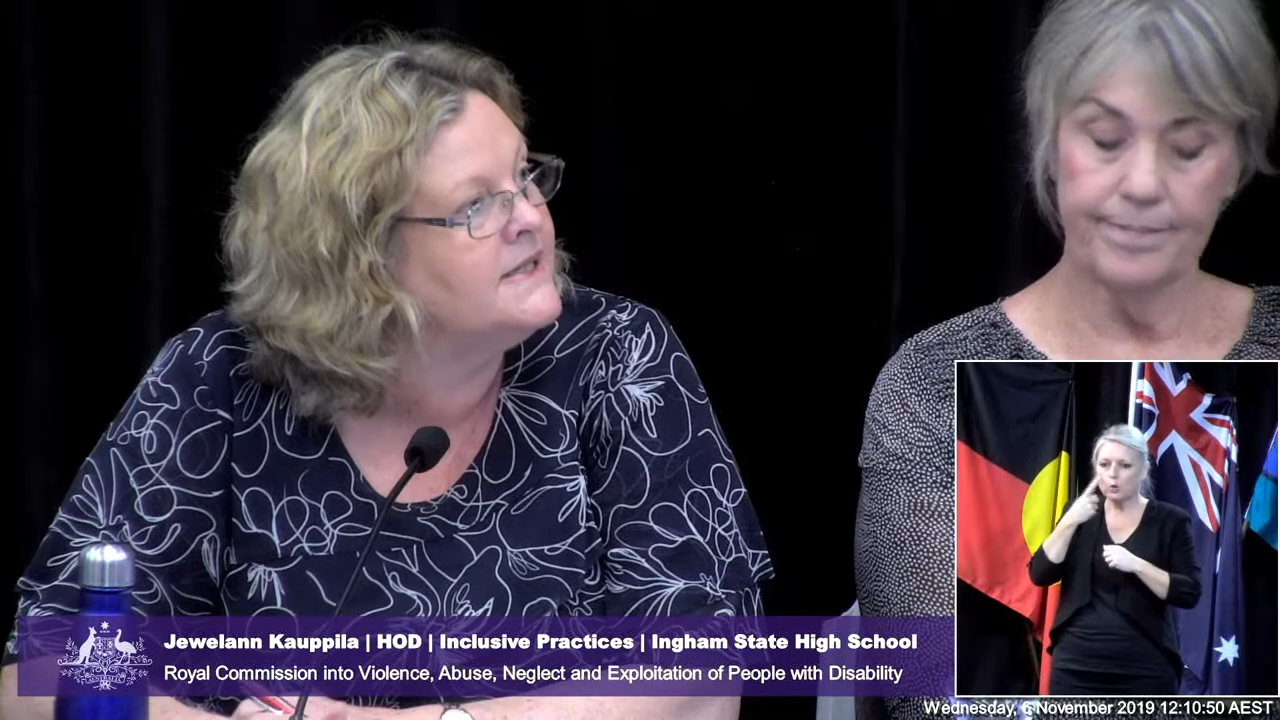 Jewelann Kauppila | HOD | Inclusive Practices | Ingham State High School
Royal Commission into Violence, Abuse, Neglect and Exploitation of People with Disability
Wednesday, 6 November 2019 12:10:50 AEST